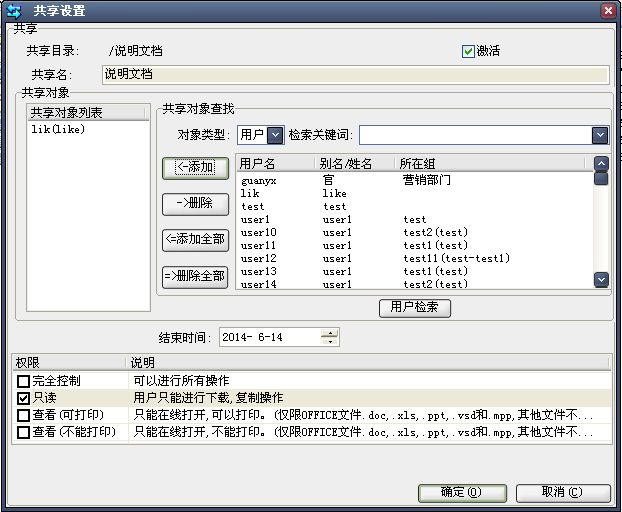 共享设置
共享
共享目录: /说明文档 激活
共享名: 说明文档
共享对象
共享对象列表
lik(like)
共享对象查找
对象类型: 用户 检索关键词:
<-添加
->删除
<=添加全部
=>删除全部
用户名 别名/姓名 所在组
guanyx 官 营销部门
lik like
test test
user1 user1 test
user10 user1 test2(test)
user11 user1 test1(test)
user12 user1 test11(test-test1)
user13 user1 test1(test)
user14 user1 test2(test)
用户检索
结束时间: 2014- 6-14
权限 说明
完全控制 可以进行所有操作
只读 用户只能进行下载,复制操作
查看(可打印) 只能在线打开,可以打印。(仅限OFFICE文件.doc,.xls,.ppt,.vsd和.mpp,其他文件不...
查看(不能打印) 只能在线打开,不能打印。(仅限OFFICE文件.doc,.xls,.ppt,.vsd和.mpp,其他文件不...
确定(O) 取消(C)